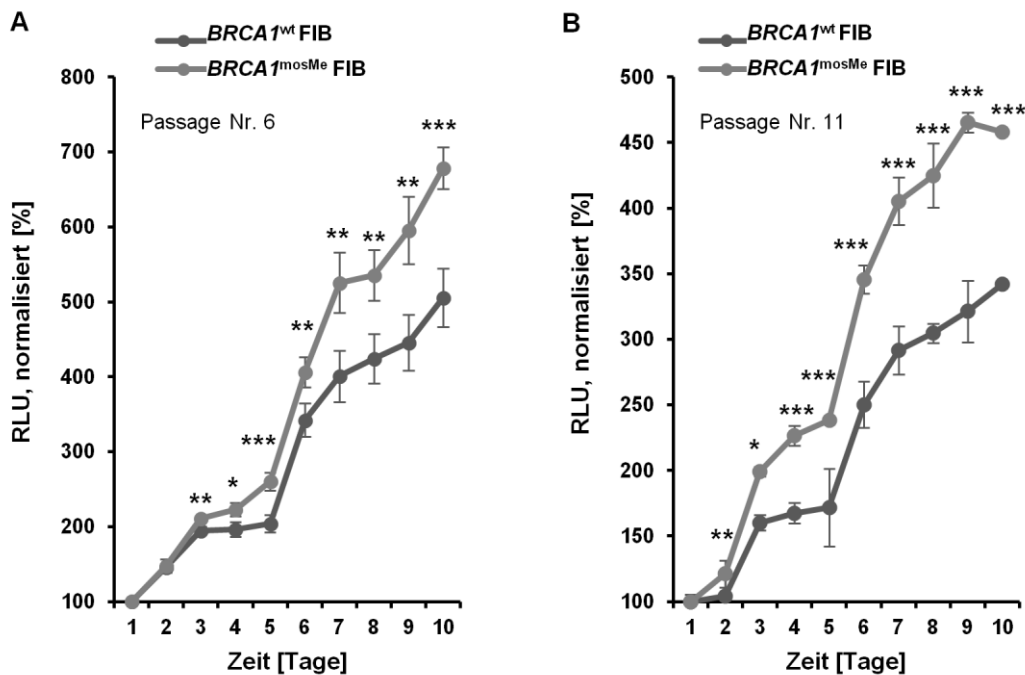 A
BRCA1wt FIB
BRCA1mosMe FIB
Passage Nr. 6
RLU, normalisiert [%]
800
700
600
500
400
300
200
100
** * *** ** ** ** ** ***
1 2 3 4 5 6 7 8 9 10
Zeit [Tage]
B
BRCA1wt FIB
BRCA1mosMe FIB
Passage Nr. 11
RLU, normalisiert [%]
500
450
400
350
300
250
200
150
100
** * *** *** *** *** *** *** ***
1 2 3 4 5 6 7 8 9 10
Zeit [Tage]